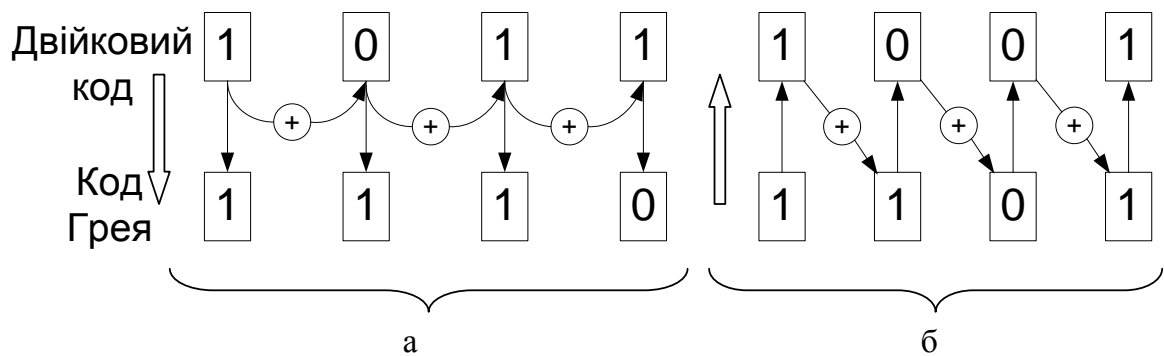 Двійковий
код
1 0 1 1 1 0 0 1
+ + + + + +
Код
Грея
1 1 1 0 1 1 0 1
а б